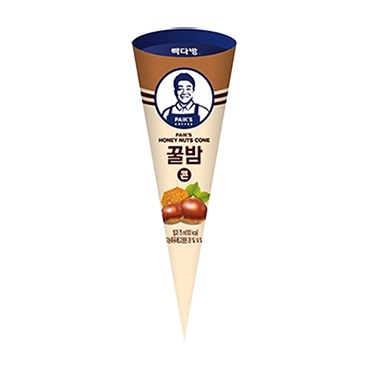 빽다방
PAIK'S
COFFEE
PAIK'S
HONEY NUTS CONE
꿀밤
콘